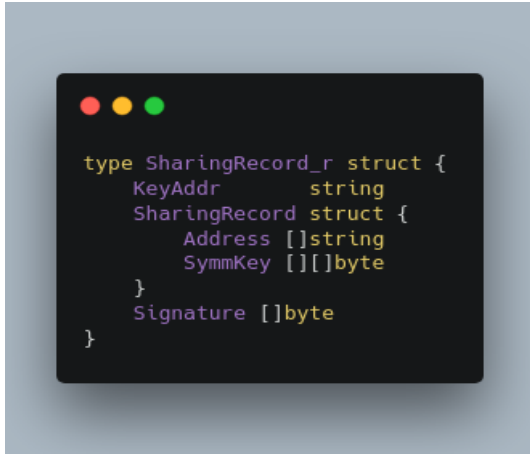 type SharingRecord_r struct {
    KeyAddr       string
    SharingRecord struct {
        Address []string
        SymmKey [][]byte
    }
    Signature []byte
}